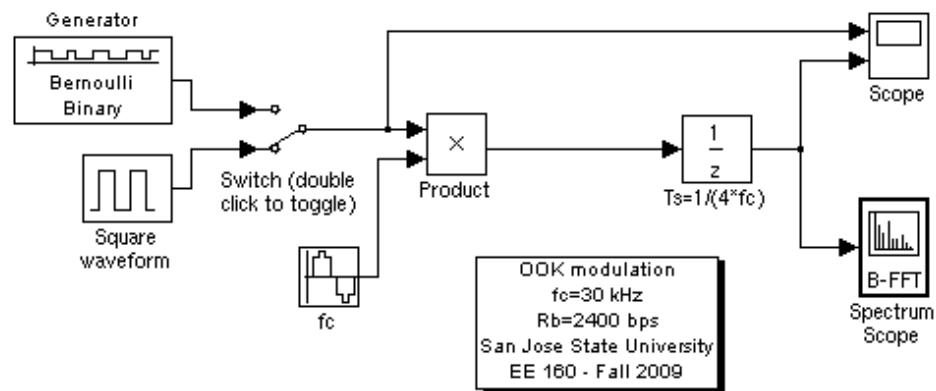 Generator
Bernoulli
Binary
Square
waveform
Switch (double
click to toggle)
fc
×
Product
1
z
Ts=1/(4*fc)
Scope
B-FFT
Spectrum
Scope
OOK modulation
fc=30 kHz
Rb=2400 bps
San Jose State University
EE 160 - Fall 2009